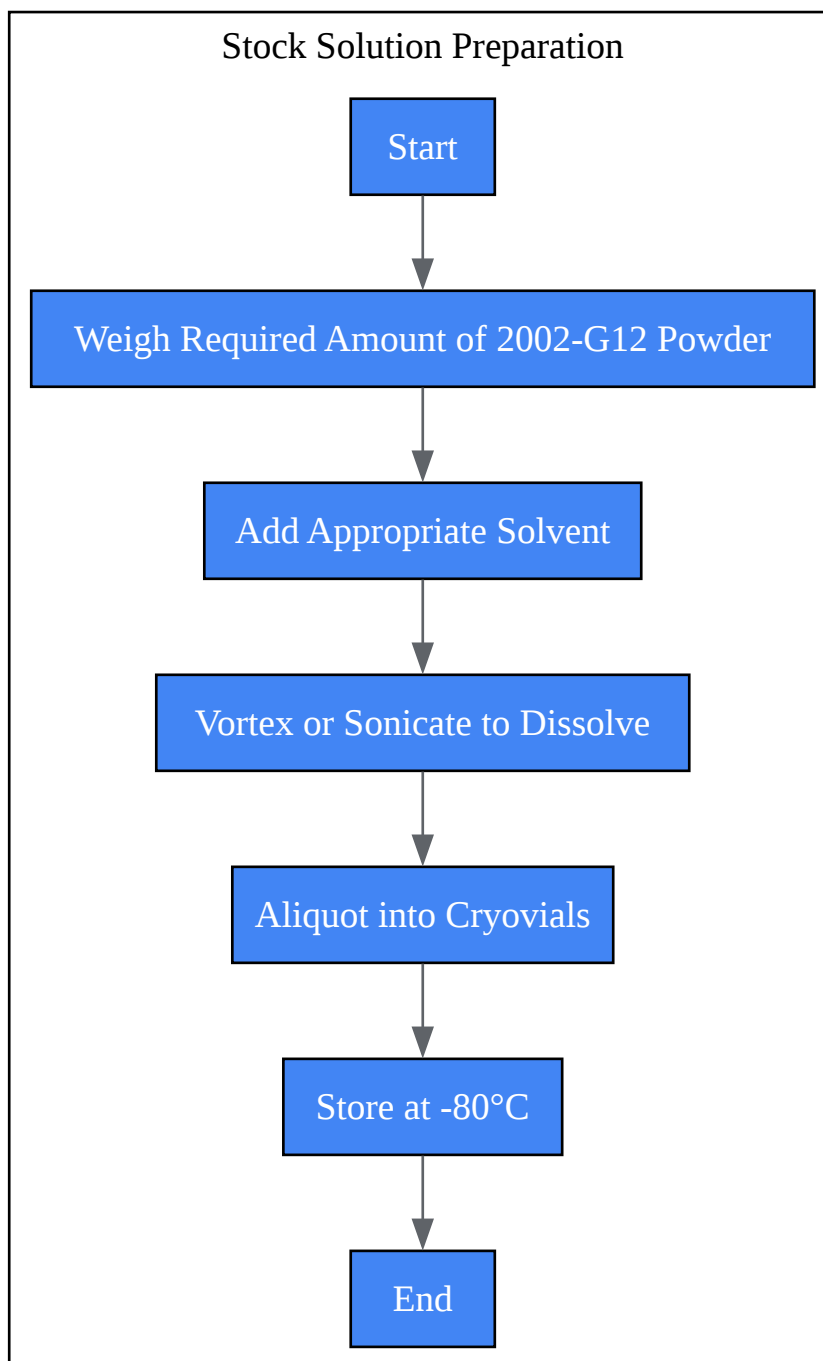 Stock Solution Preparation
Start
Weigh Required Amount of 2002-G12 Powder
Add Appropriate Solvent
Vortex or Sonicate to Dissolve
Aliquot into Cryovials
Store at -80°C
End